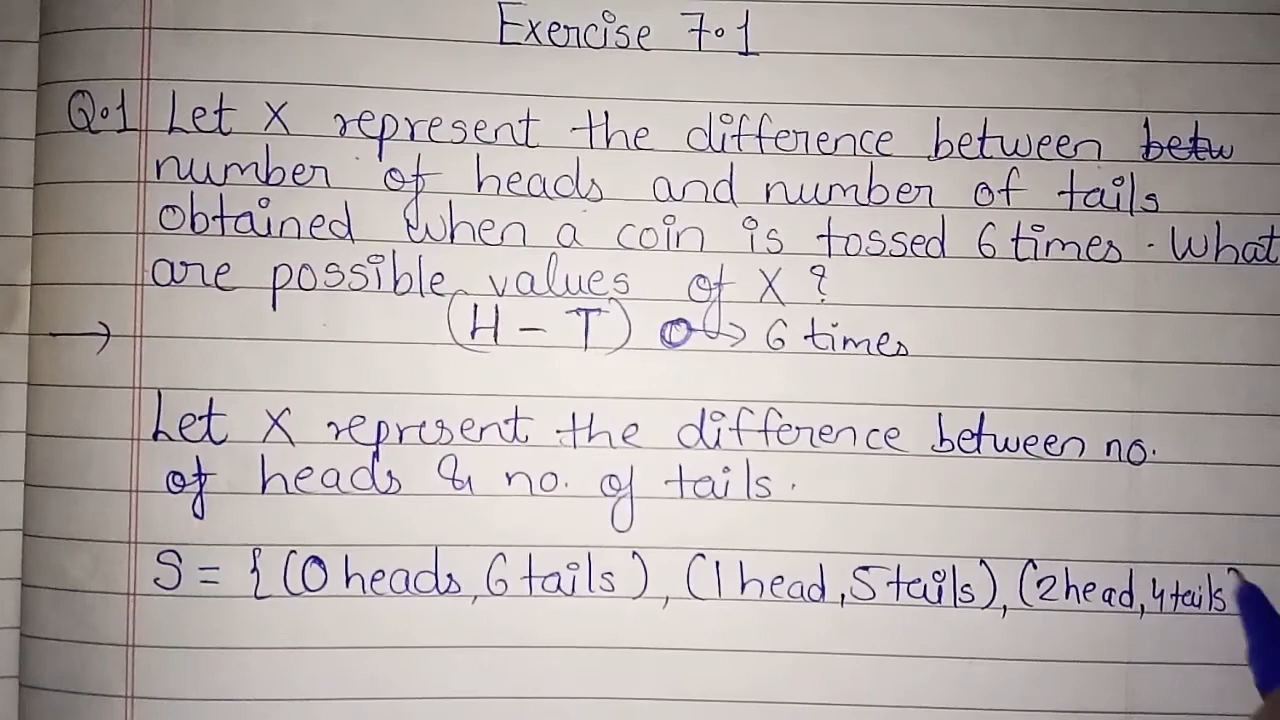 Exercise 7.1
Q.1 Let X represent the difference between betw
number of heads and number of tails
obtained when a coin is tossed 6 times. What
are possible values of X ?
→ (H - T) 0 → 6 times
Let X represent the difference between no.
of heads & no. of tails.
S = { (0 heads, 6 tails), (1 head, 5 tails), (2 head, 4 tails)